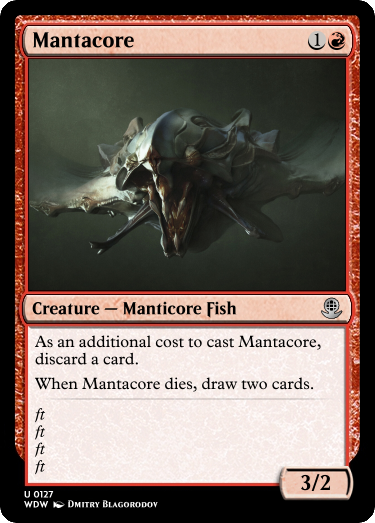 Mantacore 1
Creature — Manticore Fish
As an additional cost to cast Mantacore,
discard a card.
When Mantacore dies, draw two cards.
ft
ft
ft
ft
3/2
U 0127
WDW Dmitry Blagorodov